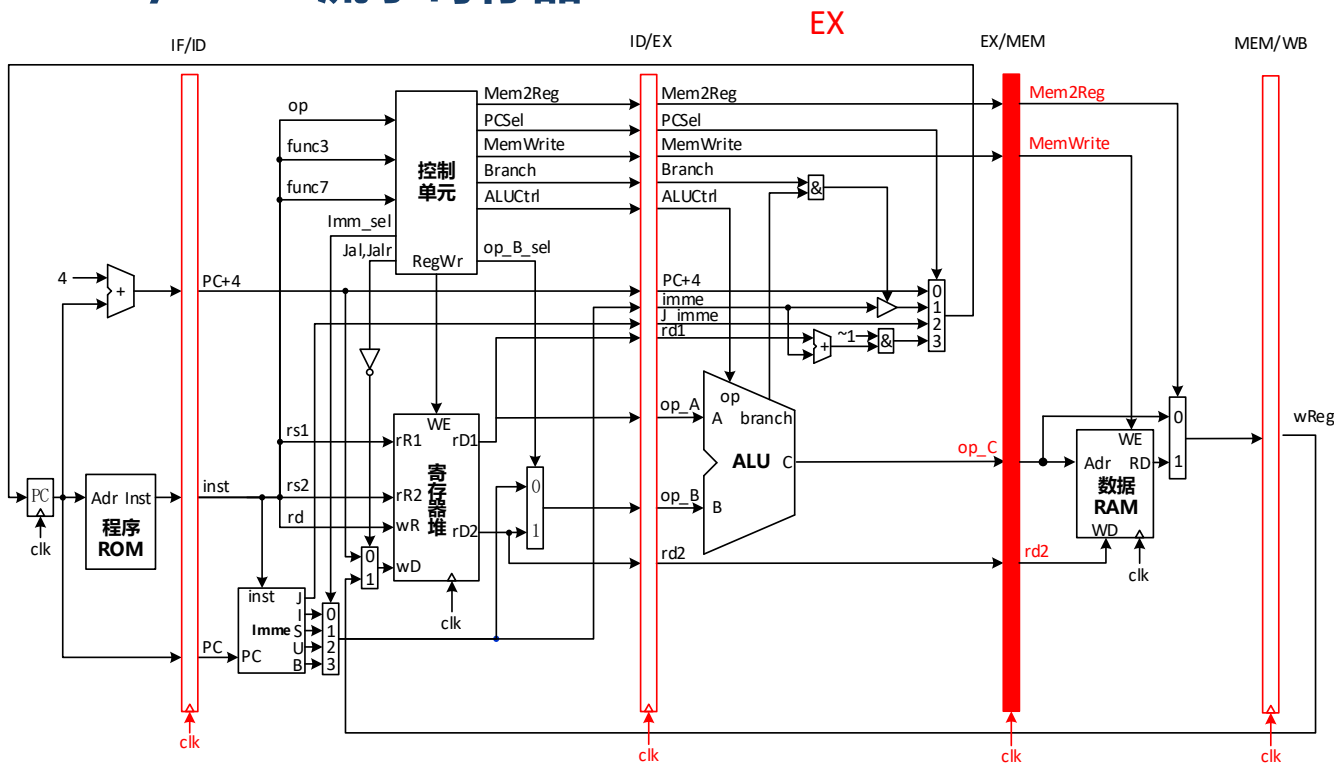 EX
IF/ID
ID/EX
EX/MEM
MEM/WB
op
func3
func7
Imm_sel
Jal,Jalr
控制
单元
RegWr
Mem2Reg
PCSel
MemWrite
Branch
ALUCtrl
op_B_sel
Mem2Reg
PCSel
MemWrite
Branch
ALUCtrl
&
Mem2Reg
MemWrite
4
+
PC+4
PC+4
imme
J_imme
rd1
+
~1
&
0
1
2
3
rs1
rs2
rd
inst
WE
rR1
rD1
rR2
wR
rD2
wD
寄
存
器
堆
clk
0
1
0
1
op_A
op_B
rd2
op
A
branch
ALU
C
B
op_C
rd2
WE
Adr
RD
数据
RAM
WD
clk
0
1
wReg
PC
clk
Adr Inst
程序
ROM
PC
inst
J
I
Imme
S
U
PC
B
0
1
2
3
clk
clk
clk
clk